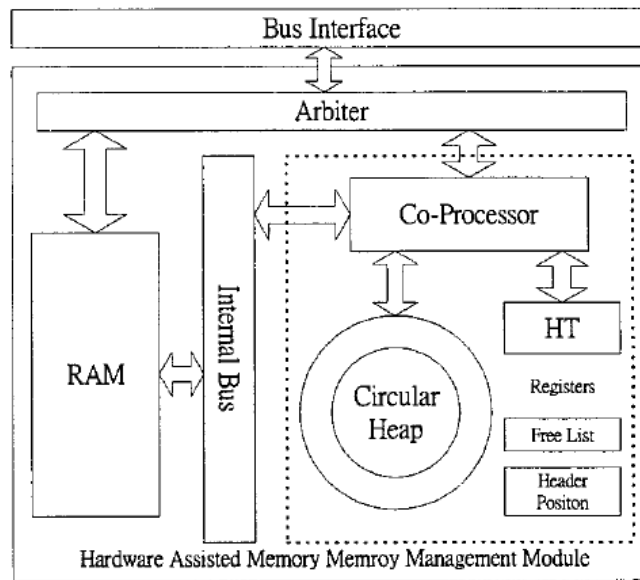 Bus Interface
Arbiter
Co-Processor
Internal Bus
RAM
HT
Circular
Heap
Registers
Free List
Header
Positon
Hardware Assisted Memory Memroy Management Module